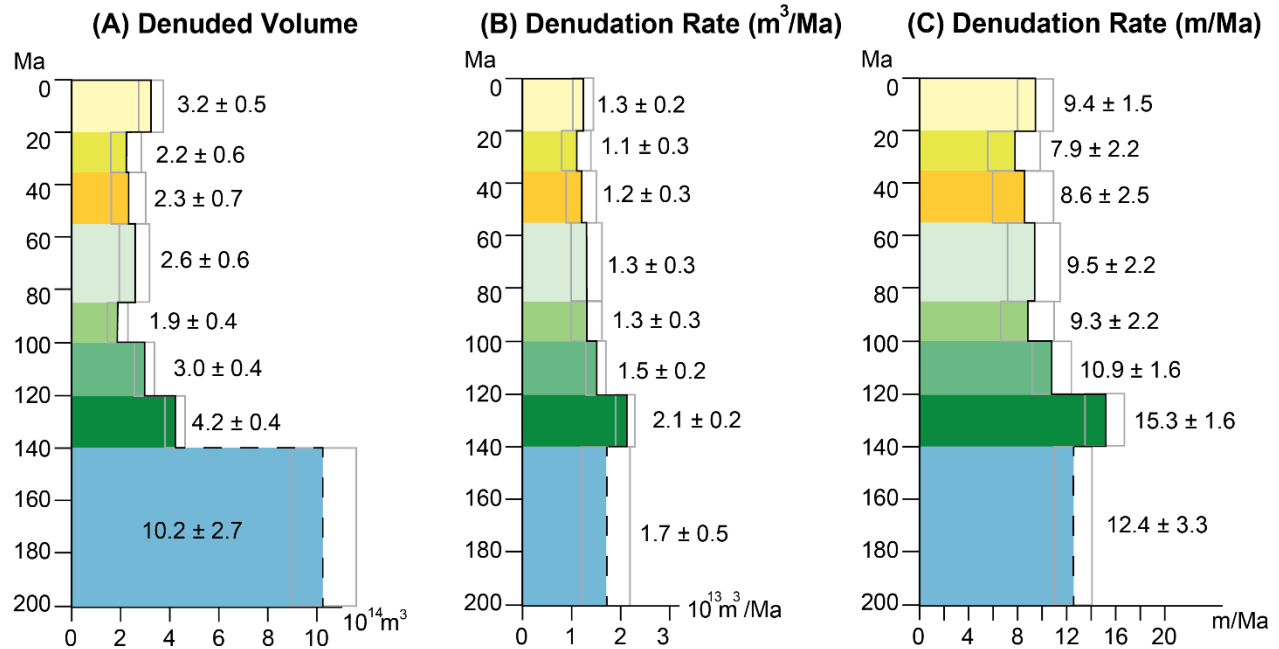 (A) Denuded Volume
Ma
0
20
40
60
80
100
120
140
160
180
200
3.2 ± 0.5
2.2 ± 0.6
2.3 ± 0.7
2.6 ± 0.6
1.9 ± 0.4
3.0 ± 0.4
4.2 ± 0.4
10.2 ± 2.7
0 2 4 6 8 10
10¹⁴m³
(B) Denudation Rate (m³/Ma)
0
20
40
60
80
100
120
140
160
180
200
1.3 ± 0.2
1.1 ± 0.3
1.2 ± 0.3
1.3 ± 0.3
1.3 ± 0.3
1.5 ± 0.2
2.1 ± 0.2
1.7 ± 0.5
0 1 2 3
10¹³m³/Ma
(C) Denudation Rate (m/Ma)
Ma
0
20
40
60
80
100
120
140
160
180
200
9.4 ± 1.5
7.9 ± 2.2
8.6 ± 2.5
9.5 ± 2.2
9.3 ± 2.2
10.9 ± 1.6
15.3 ± 1.6
12.4 ± 3.3
0 4 8 12 16 20
m/Ma